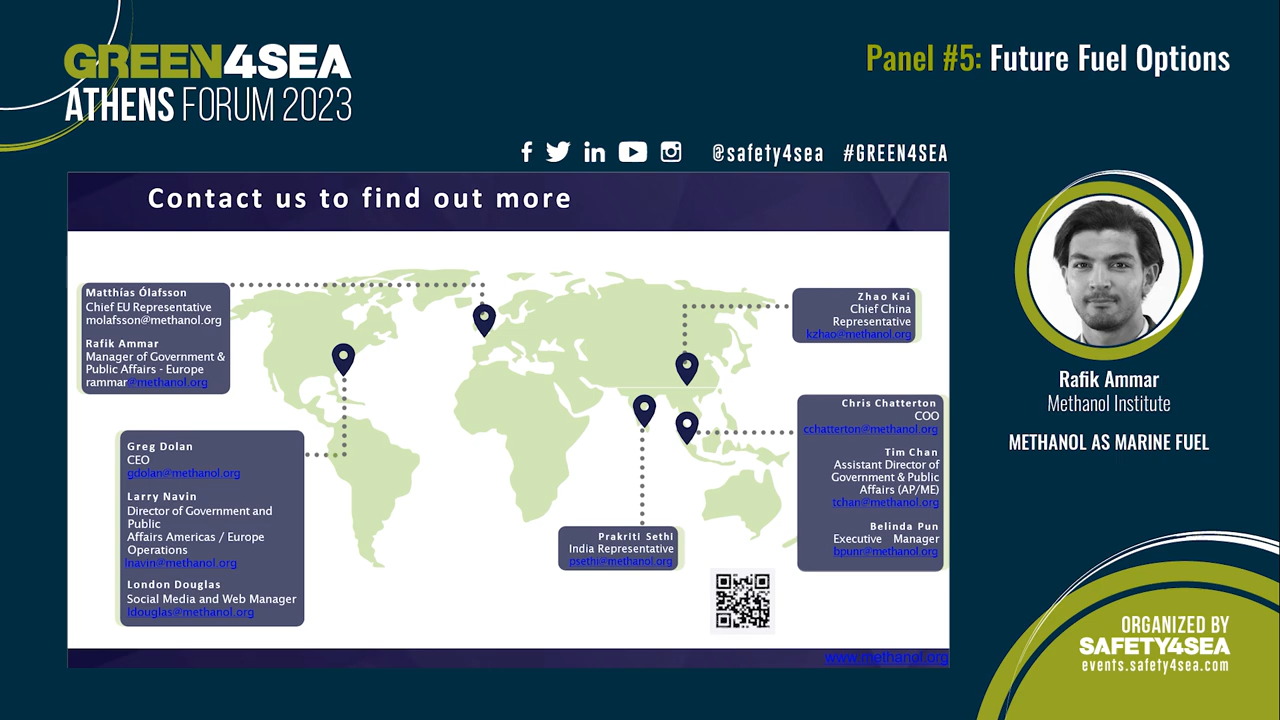 GREEN4SEA
ATHENS FORUM 2023
Panel #5: Future Fuel Options
@safety4sea #GREEN4SEA
Contact us to find out more
Matthías Ólafsson
Chief EU Representative
molafsson@methanol.org
Rafik Ammar
Manager of Government &
Public Affairs - Europe
rammar@methanol.org
Greg Dolan
CEO
gdolan@methanol.org
Larry Navin
Director of Government and
Public
Affairs Americas / Europe
Operations
lnavin@methanol.org
London Douglas
Social Media and Web Manager
ldouglas@methanol.org
Prakriti Sethi
India Representative
psethi@methanol.org
Zhao Kai
Chief China
Representative
kzhao@methanol.org
Chris Chatterton
COO
cchatterton@methanol.org
Tim Chan
Assistant Director of
Government & Public
Affairs (AP/ME)
tchan@methanol.org
Belinda Pun
Executive Manager
bpunr@methanol.org
www.methanol.org
Rafik Ammar
Methanol Institute
METHANOL AS MARINE FUEL
ORGANIZED BY
SAFETY4SEA
events.safety4sea.com